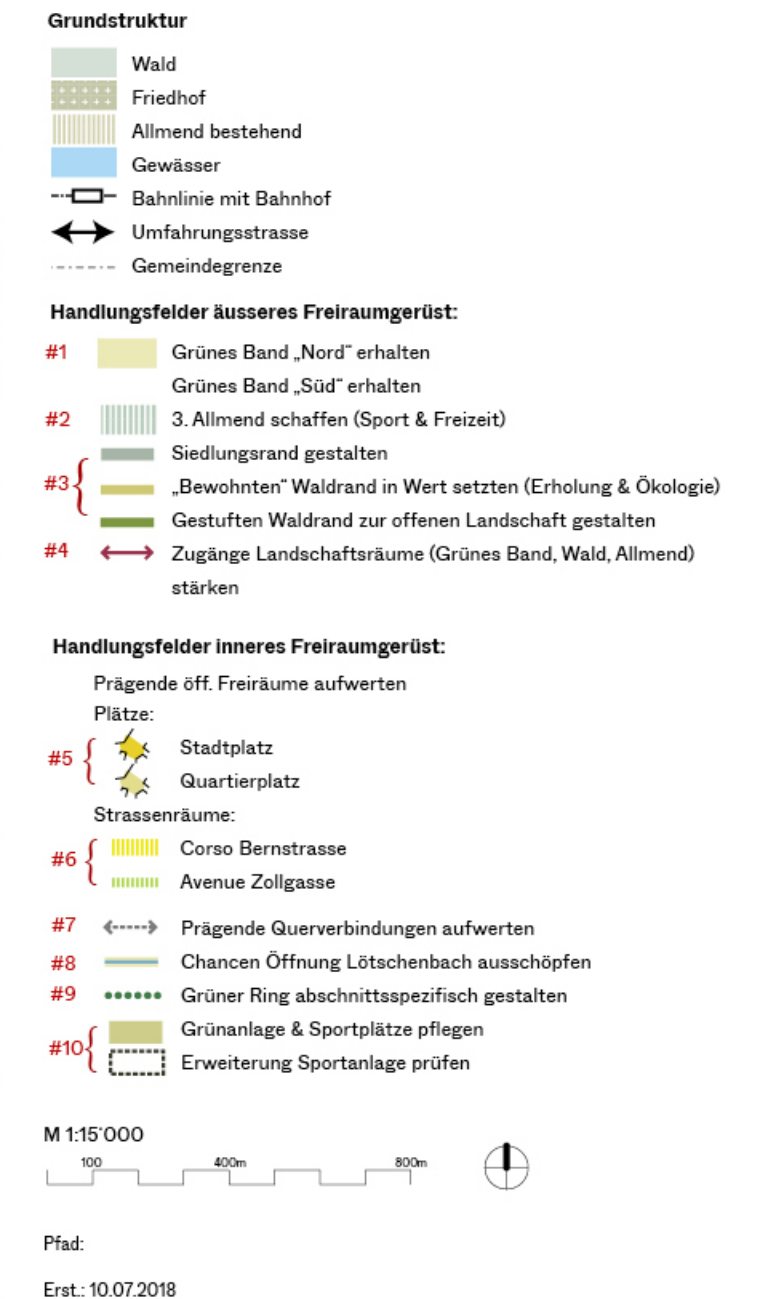 Grundstruktur
Wald
Friedhof
Allmend bestehend
Gewässer
Bahnlinie mit Bahnhof
Umfahrungsstrasse
Gemeindegrenze
Handlungsfelder äusseres Freiraumgerüst:
#1 Grünes Band „Nord“ erhalten
Grünes Band „Süd“ erhalten
#2 3. Allmend schaffen (Sport & Freizeit)
Siedlungsrand gestalten
#3 „Bewohnten“ Waldrand in Wert setzten (Erholung & Ökologie)
Gestuften Waldrand zur offenen Landschaft gestalten
#4 Zugänge Landschaftsräume (Grünes Band, Wald, Allmend)
stärken
Handlungsfelder inneres Freiraumgerüst:
Prägende öff. Freiräume aufwerten
Plätze:
#5 Stadtplatz
Quartierplatz
Strassenräume:
#6 Corso Bernstrasse
Avenue Zollgasse
#7 Prägende Querverbindungen aufwerten
#8 Chancen Öffnung Lötschenbach ausschöpfen
#9 Grüner Ring abschnittsspezifisch gestalten
#10 Grünanlage & Sportplätze pflegen
Erweiterung Sportanlage prüfen
M 1:15'000
100 400m 800m
Pfad:
Erst.: 10.07.2018